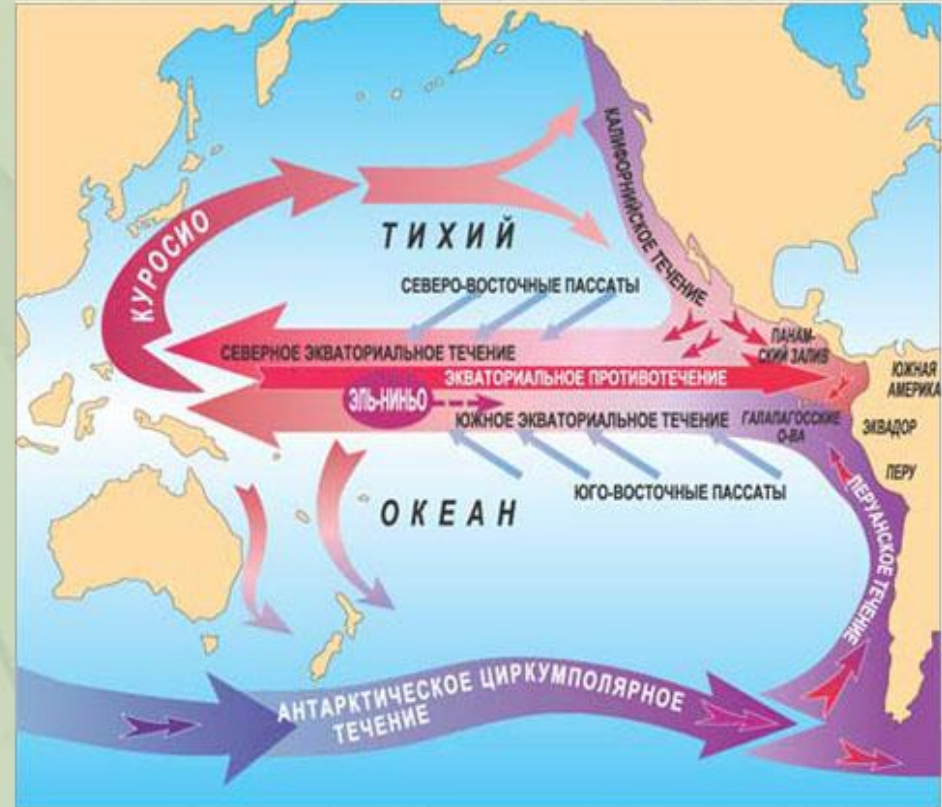 КАЛИФОРНИЙСКОЕ ТЕЧЕНИЕ
КУРОСИО
ТИХИЙ
СЕВЕРО-ВОСТОЧНЫЕ ПАССАТЫ
СЕВЕРНОЕ ЭКВАТОРИАЛЬНОЕ ТЕЧЕНИЕ
ПАНАМ-
СКИЙ ЗАЛИВ
ЭКВАТОРИАЛЬНОЕ ПРОТИВОТЕЧЕНИЕ
ЮЖНАЯ
АМЕРИКА
ЭЛЬ-НИНЬО
ЮЖНОЕ ЭКВАТОРИАЛЬНОЕ ТЕЧЕНИЕ
ГАЛАПАГОССКИЕ
О-ВА
ЭКВАДОР
ПЕРУ
ЮГО-ВОСТОЧНЫЕ ПАССАТЫ
ОКЕАН
ПЕРУАНСКОЕ ТЕЧЕНИЕ
АНТАРКТИЧЕСКОЕ ЦИРКУМПОЛЯРНОЕ
ТЕЧЕНИЕ